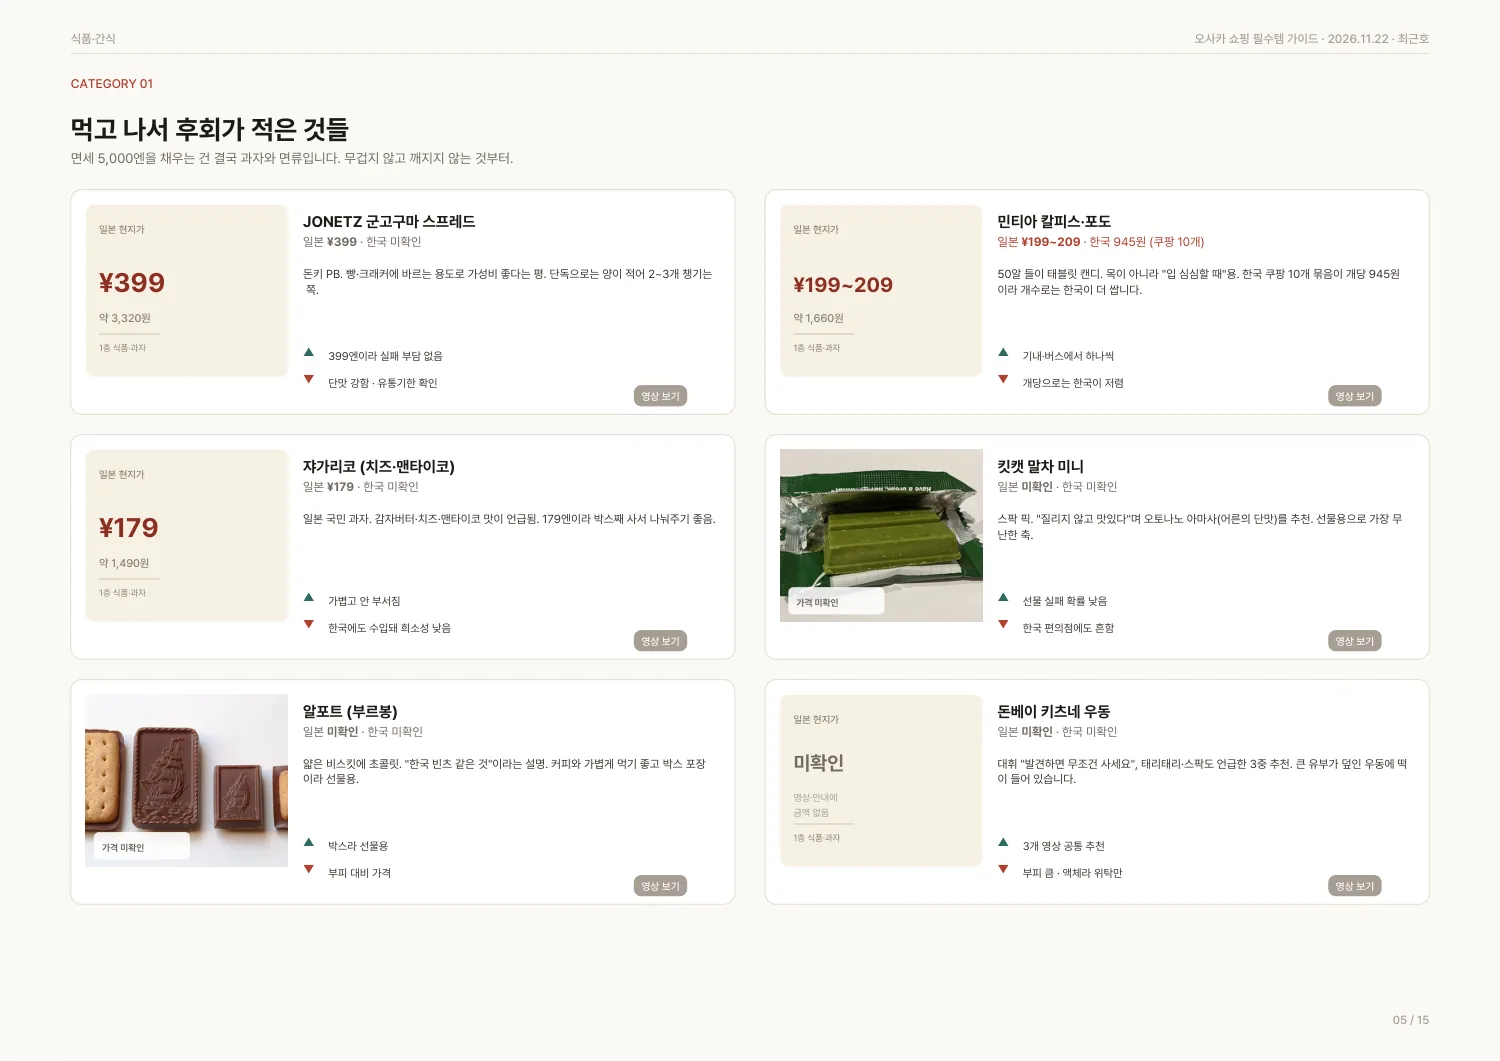 식품·간식
오사카 쇼핑 필수템 가이드 · 2026.11.22 · 최근호
CATEGORY 01
먹고 나서 후회가 적은 것들
면세 5,000엔을 채우는 건 결국 과자와 면류입니다. 무겁지 않고 깨지지 않는 것부터.
일본 현지가
¥399
약 3,320원
1층 식품·과자
JONETZ 군고구마 스프레드
일본 ¥399 · 한국 미확인
돈키 PB. 빵·크래커에 바르는 용도로 가성비 좋다는 평. 단독으로는 양이 적어 2~3개 챙기는
쪽.
▲ 399엔이라 실패 부담 없음
▼ 단맛 강함 · 유통기한 확인
영상 보기
일본 현지가
¥199~209
약 1,660원
1층 식품·과자
민티아 칼피스·포도
일본 ¥199~209 · 한국 945원 (쿠팡 10개)
50알 들이 태블릿 캔디. 목이 아니라 "입 심심할 때"용. 한국 쿠팡 10개 묶음이 개당 945원
이라 개수로는 한국이 더 쌉니다.
▲ 기내·버스에서 하나씩
▼ 개당으로는 한국이 저렴
영상 보기
일본 현지가
¥179
약 1,490원
1층 식품·과자
쟈가리코 (치즈·맨타이코)
일본 ¥179 · 한국 미확인
일본 국민 과자. 감자버터·치즈·맨타이코 맛이 언급됨. 179엔이라 박스째 사서 나눠주기 좋음.
▲ 가볍고 안 부서짐
▼ 한국에도 수입돼 희소성 낮음
영상 보기
Have a break, have a
가격 미확인
킷캣 말차 미니
일본 미확인 · 한국 미확인
스팍 픽. "질리지 않고 맛있다"며 오토나노 아마사(어른의 단맛)를 추천. 선물용으로 가장 무
난한 축.
▲ 선물 실패 확률 낮음
▼ 한국 편의점에도 흔함
영상 보기
가격 미확인
알포트 (부르봉)
일본 미확인 · 한국 미확인
얇은 비스킷에 초콜릿. "한국 빈츠 같은 것"이라는 설명. 커피와 가볍게 먹기 좋고 박스 포장
이라 선물용.
▲ 박스라 선물용
▼ 부피 대비 가격
영상 보기
일본 현지가
미확인
영상·안내에
금액 없음
1층 식품·과자
돈베이 키츠네 우동
일본 미확인 · 한국 미확인
대휘 "발견하면 무조건 사세요", 태리태리·스팍도 언급한 3중 추천. 큰 유부가 덮인 우동에 떡
이 들어 있습니다.
▲ 3개 영상 공통 추천
▼ 부피 큼 · 액체라 위탁만
영상 보기
05 / 15